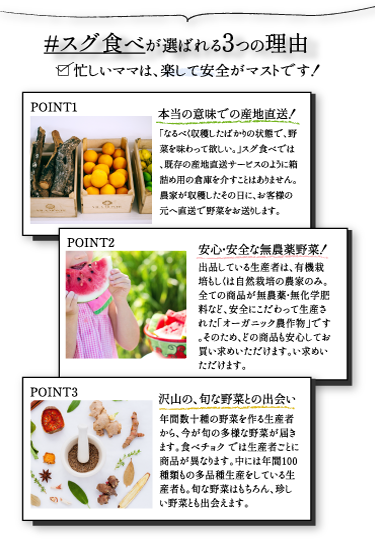 #スグ食べが選ばれる3つの理由
忙しいママは、楽して安全がマストです!
POINT1
本当の意味での産地直送!
「なるべく収穫したばかりの状態で、野
菜を味わって欲しい。」スグ食べでは
、既存の産地直送サービスのように箱
詰め用の倉庫を介すことはありません。
農家が収穫したその日に、お客様の
元へ直送で野菜をお送りします。
POINT2
安心・安全な無農薬野菜!
出品している生産者は、有機栽
培もしくは自然栽培の農家のみ。
全ての商品が無農薬・無化学肥
料など、安全にこだわって生産さ
れた「オーガニック農作物」です
。そのため、どの商品も安心してお
買い求めいただけます。い求めい
ただけます。
POINT3
沢山の、旬な野菜との出会い
年間数十種の野菜を作る生産者
から、今が旬の多様な野菜が届き
ます。食べチョク では生産者ごとに
商品が異なります。中には年間100
種類もの多品種生産をしている生
産者も。旬な野菜はもちろん、珍し
い野菜とも出会えます。